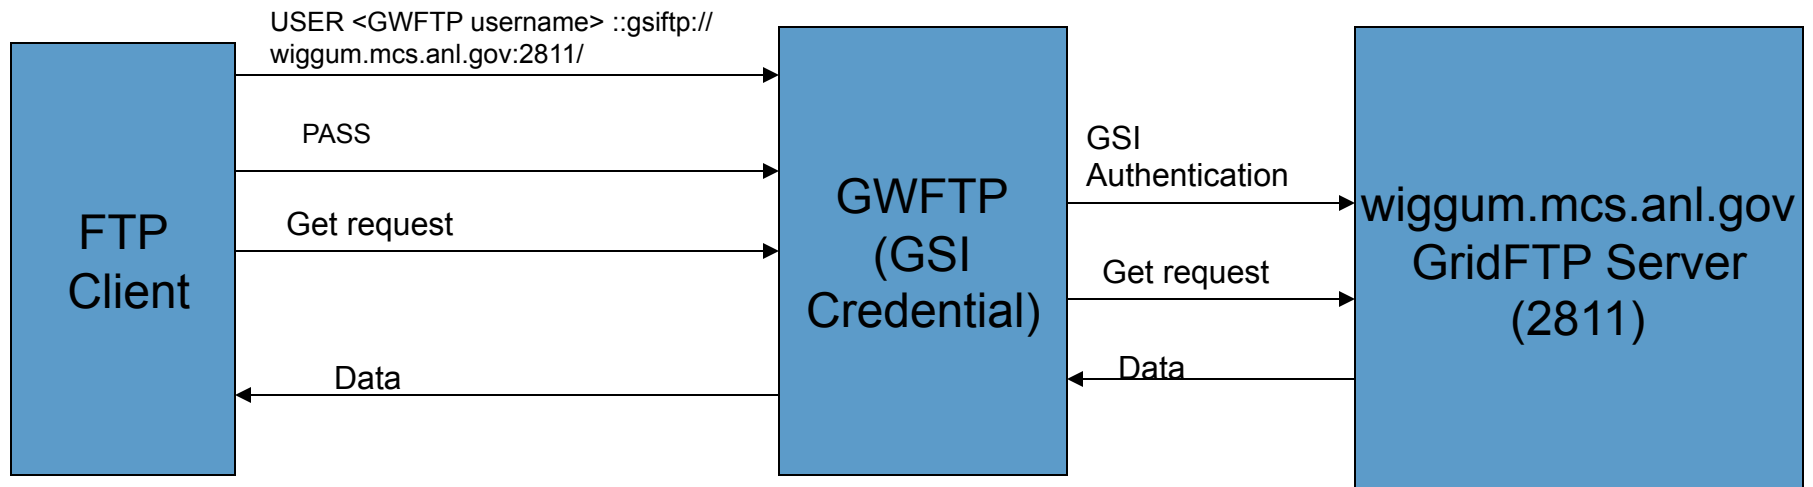 USER <GWFTP username> ::gsiftp://
wiggum.mcs.anl.gov:2811/
PASS
Get request
Data
FTP
Client
GWFTP
(GSI
Credential)
GSI
Authentication
Get request
Data
wiggum.mcs.anl.gov
GridFTP Server
(2811)